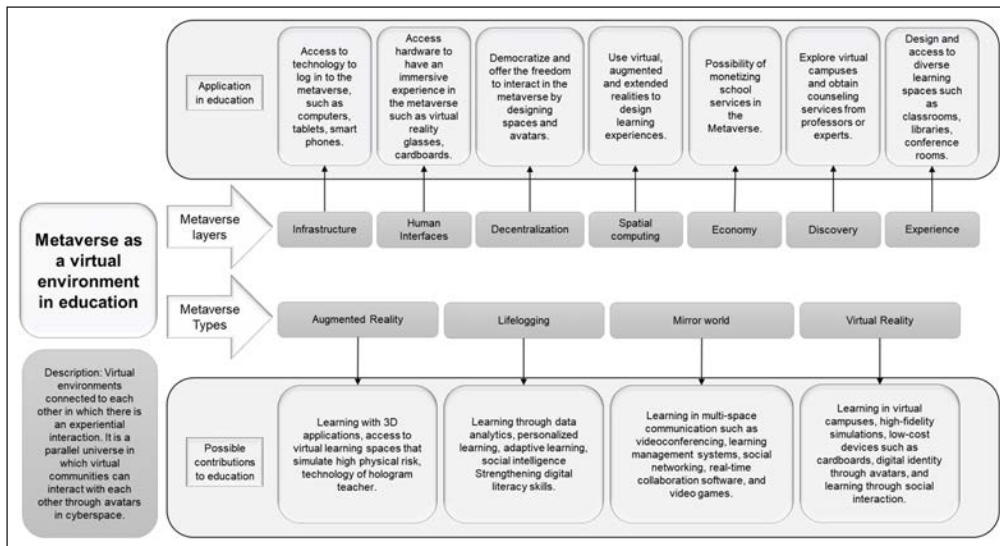 Application
in education
Access to
technology to
log in to the
metaverse,
such as
computers,
tablets, smart
phones.
Access
hardware to
have an
immersive
experience in
the metaverse
such as virtual
reality
glasses,
cardboards.
Democratize and
offer the freedom
to interact in the
metaverse by
designing
spaces and
avatars.
Use virtual,
augmented
and extended
realities to
design
learning
experiences.
Possibility of
monetizing
school
services in
the
Metaverse.
Explore virtual
campuses
and obtain
counseling
services from
professors or
experts.
Design and
access to
diverse
learning
spaces such
as
classrooms,
libraries,
conference
rooms.
Metaverse
layers
Infrastructure
Human
Interfaces
Decentralization
Spatial
computing
Economy
Discovery
Experience
Metaverse as
a virtual
environment
in education
Metaverse
Types
Augmented Reality
Lifelogging
Mirror world
Virtual Reality
Description: Virtual
environments
connected to each
other in which there is
an experiential
interaction. It is a
parallel universe in
which virtual
communities can
interact with each
other through avatars
in cyberspace.
Possible
contributions
to education
Learning with 3D
applications, access to
virtual learning spaces that
simulate high physical risk,
technology of hologram
teacher.
Learning through data
analytics, personalized
learning, adaptive learning,
social intelligence
Strengthening digital
literacy skills.
Learning in multi-space
communication such as
videoconferencing, learning
management systems, social
networking, real-time
collaboration software, and
video games.
Learning in virtual
campuses, high-fidelity
simulations, low-cost
devices such as
cardboards, digital identity
through avatars, and
learning through social
interaction.